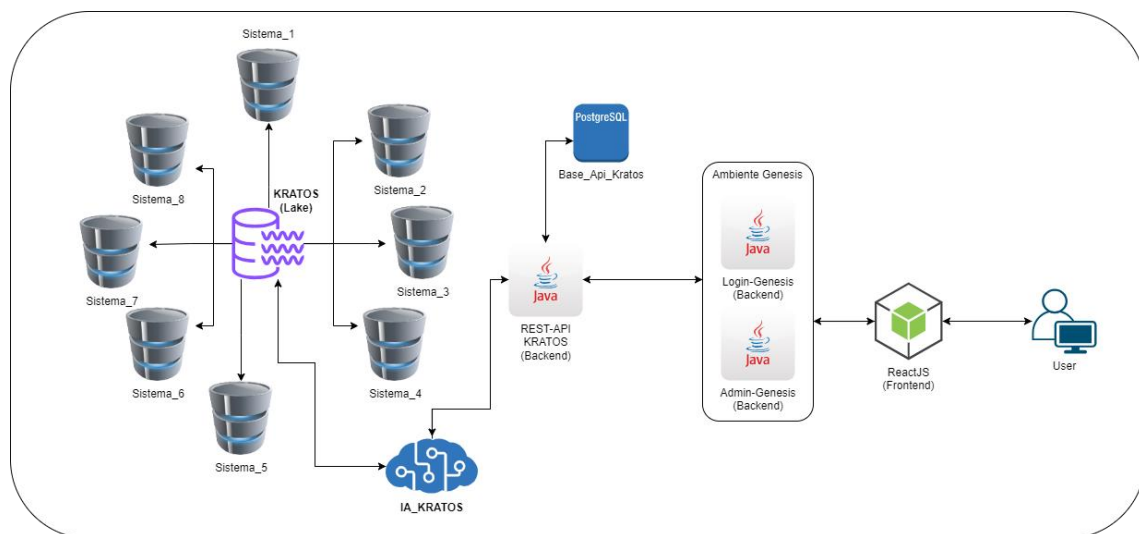 Sistema_1
Sistema_8
Sistema_2
PostgreSQL
Base_Api_Kratos
Ambiente Genesis
KRATOS
(Lake)
Java
Login-Genesis
(Backend)
Sistema_7
Sistema_3
Java
REST-API
KRATOS
(Backend)
Java
Admin-Genesis
(Backend)
ReactJS
(Frontend)
User
Sistema_6
Sistema_4
Sistema_5
IA_KRATOS